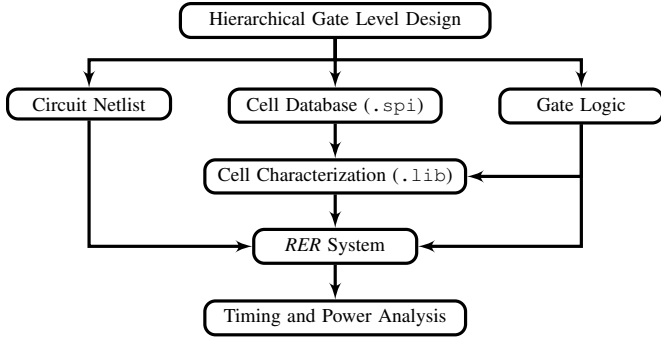 Hierarchical Gate Level Design
Circuit Netlist
Cell Database (.spi)
Gate Logic
Cell Characterization (.lib)
RER System
Timing and Power Analysis